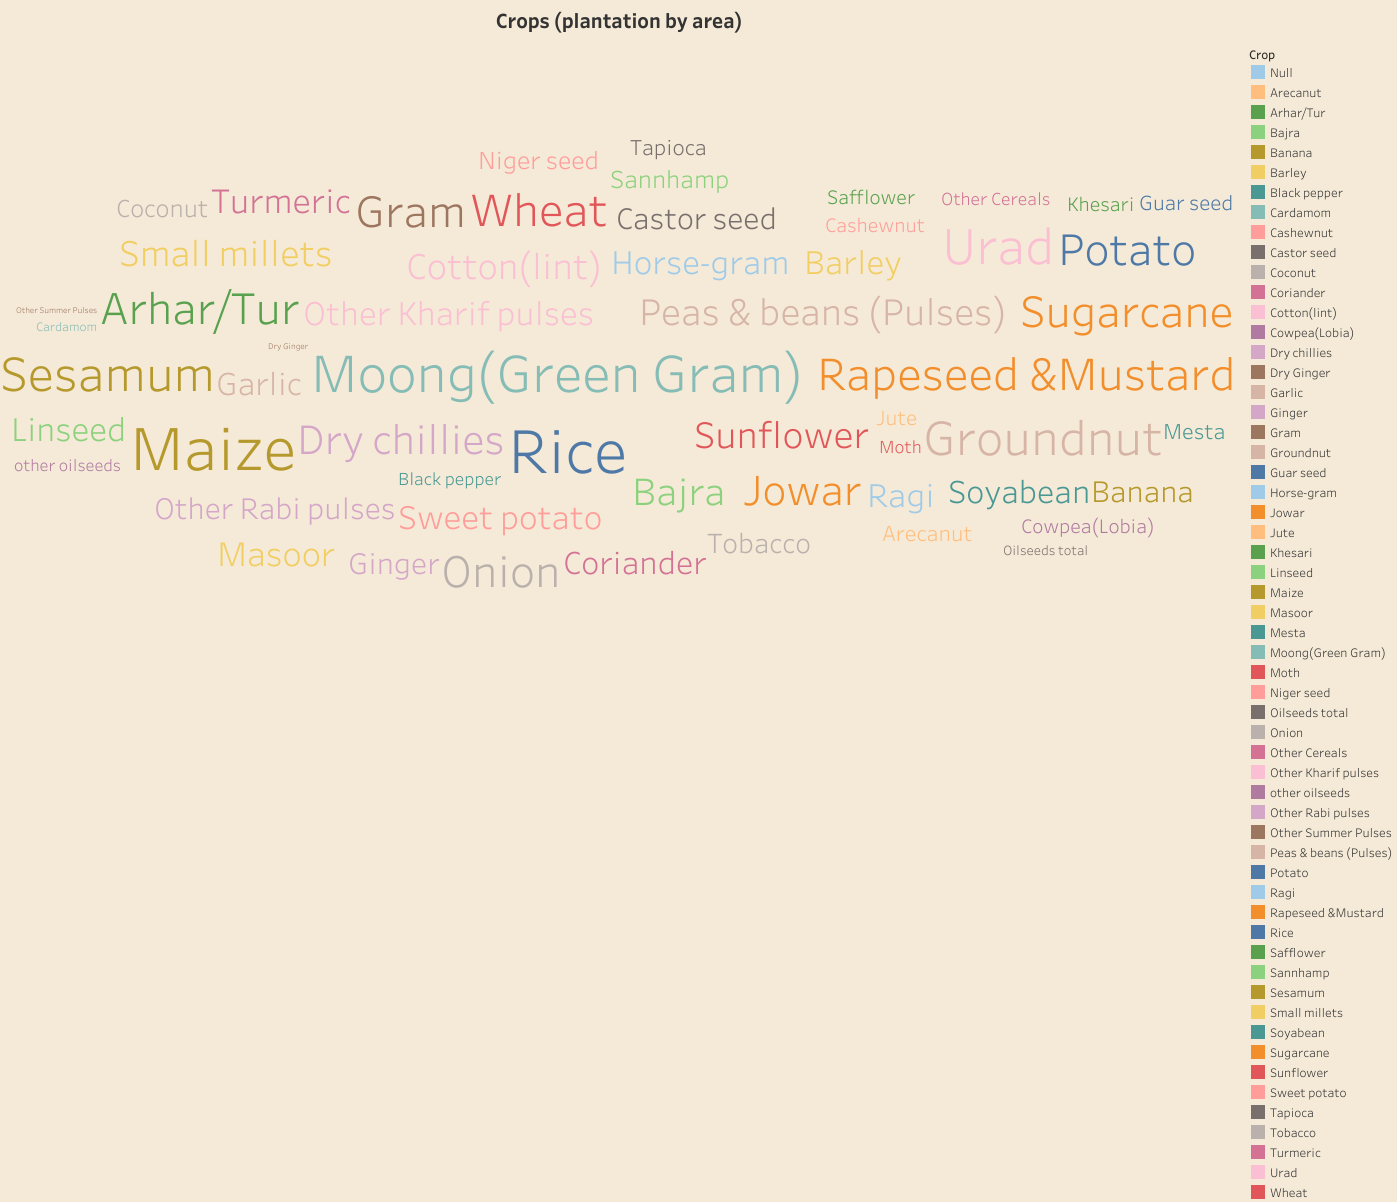 Crops (plantation by area)
Tapioca
Niger seed
Sannhamp
Safflower
Other Cereals
Khesari
Guar seed
Coconut
Turmeric
Gram
Wheat
Castor seed
Cashewnut
Small millets
Cotton(lint)
Horse-gram
Barley
Urad
Potato
Other Summer Pulses
Cardamom
Arhar/Tur
Other Kharif pulses
Peas & beans (Pulses)
Sugarcane
Dry Ginger
Sesamum
Garlic
Moong(Green Gram)
Rapeseed &Mustard
Linseed
other oilseeds
Maize
Dry chillies
Rice
Sunflower
Jute
Moth
Groundnut
Mesta
Black pepper
Other Rabi pulses
Sweet potato
Bajra
Jowar
Ragi
Soyabean
Banana
Masoor
Ginger
Onion
Coriander
Tobacco
Arecanut
Cowpea(Lobia)
Oilseeds total
Crop
Null
Arecanut
Arhar/Tur
Bajra
Banana
Barley
Black pepper
Cardamom
Cashewnut
Castor seed
Coconut
Coriander
Cotton(lint)
Cowpea(Lobia)
Dry chillies
Dry Ginger
Garlic
Ginger
Gram
Groundnut
Guar seed
Horse-gram
Jowar
Jute
Khesari
Linseed
Maize
Masoor
Mesta
Moong(Green Gram)
Moth
Niger seed
Oilseeds total
Onion
Other Cereals
Other Kharif pulses
other oilseeds
Other Rabi pulses
Other Summer Pulses
Peas & beans (Pulses)
Potato
Ragi
Rapeseed &Mustard
Rice
Safflower
Sannhamp
Sesamum
Small millets
Soyabean
Sugarcane
Sunflower
Sweet potato
Tapioca
Tobacco
Turmeric
Urad
Wheat